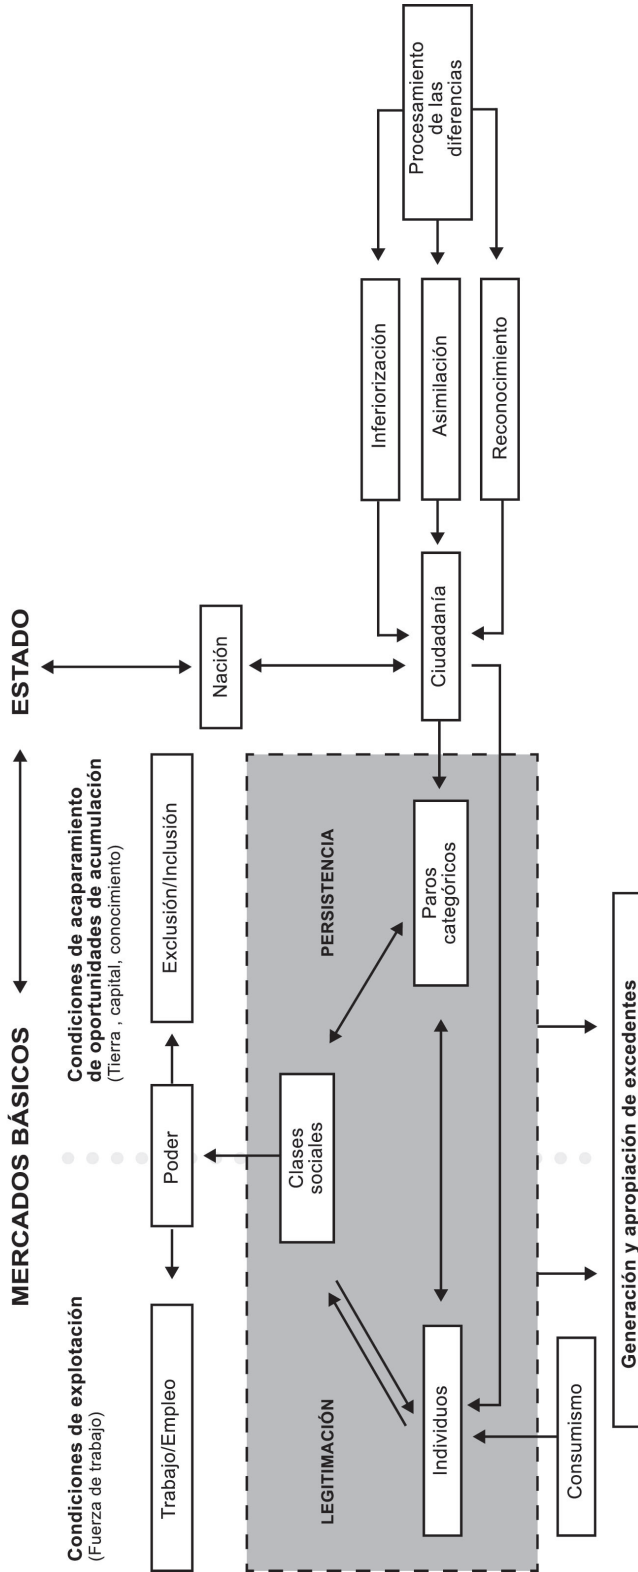 MERCADOS BÁSICOS
ESTADO
Condiciones de explotación
(Fuerza de trabajo)
Condiciones de acaparamiento
de oportunidades de acumulación
(Tierra , capital, conocimiento)
Trabajo/Empleo
Poder
Exclusión/Inclusión
Nación
LEGITIMACIÓN
Clases
sociales
PERSISTENCIA
Individuos
Paros
categóricos
Ciudadanía
Inferiorización
Asimilación
Reconocimiento
Procesamiento
de las
diferencias
Consumismo
Generación y apropiación de excedentes